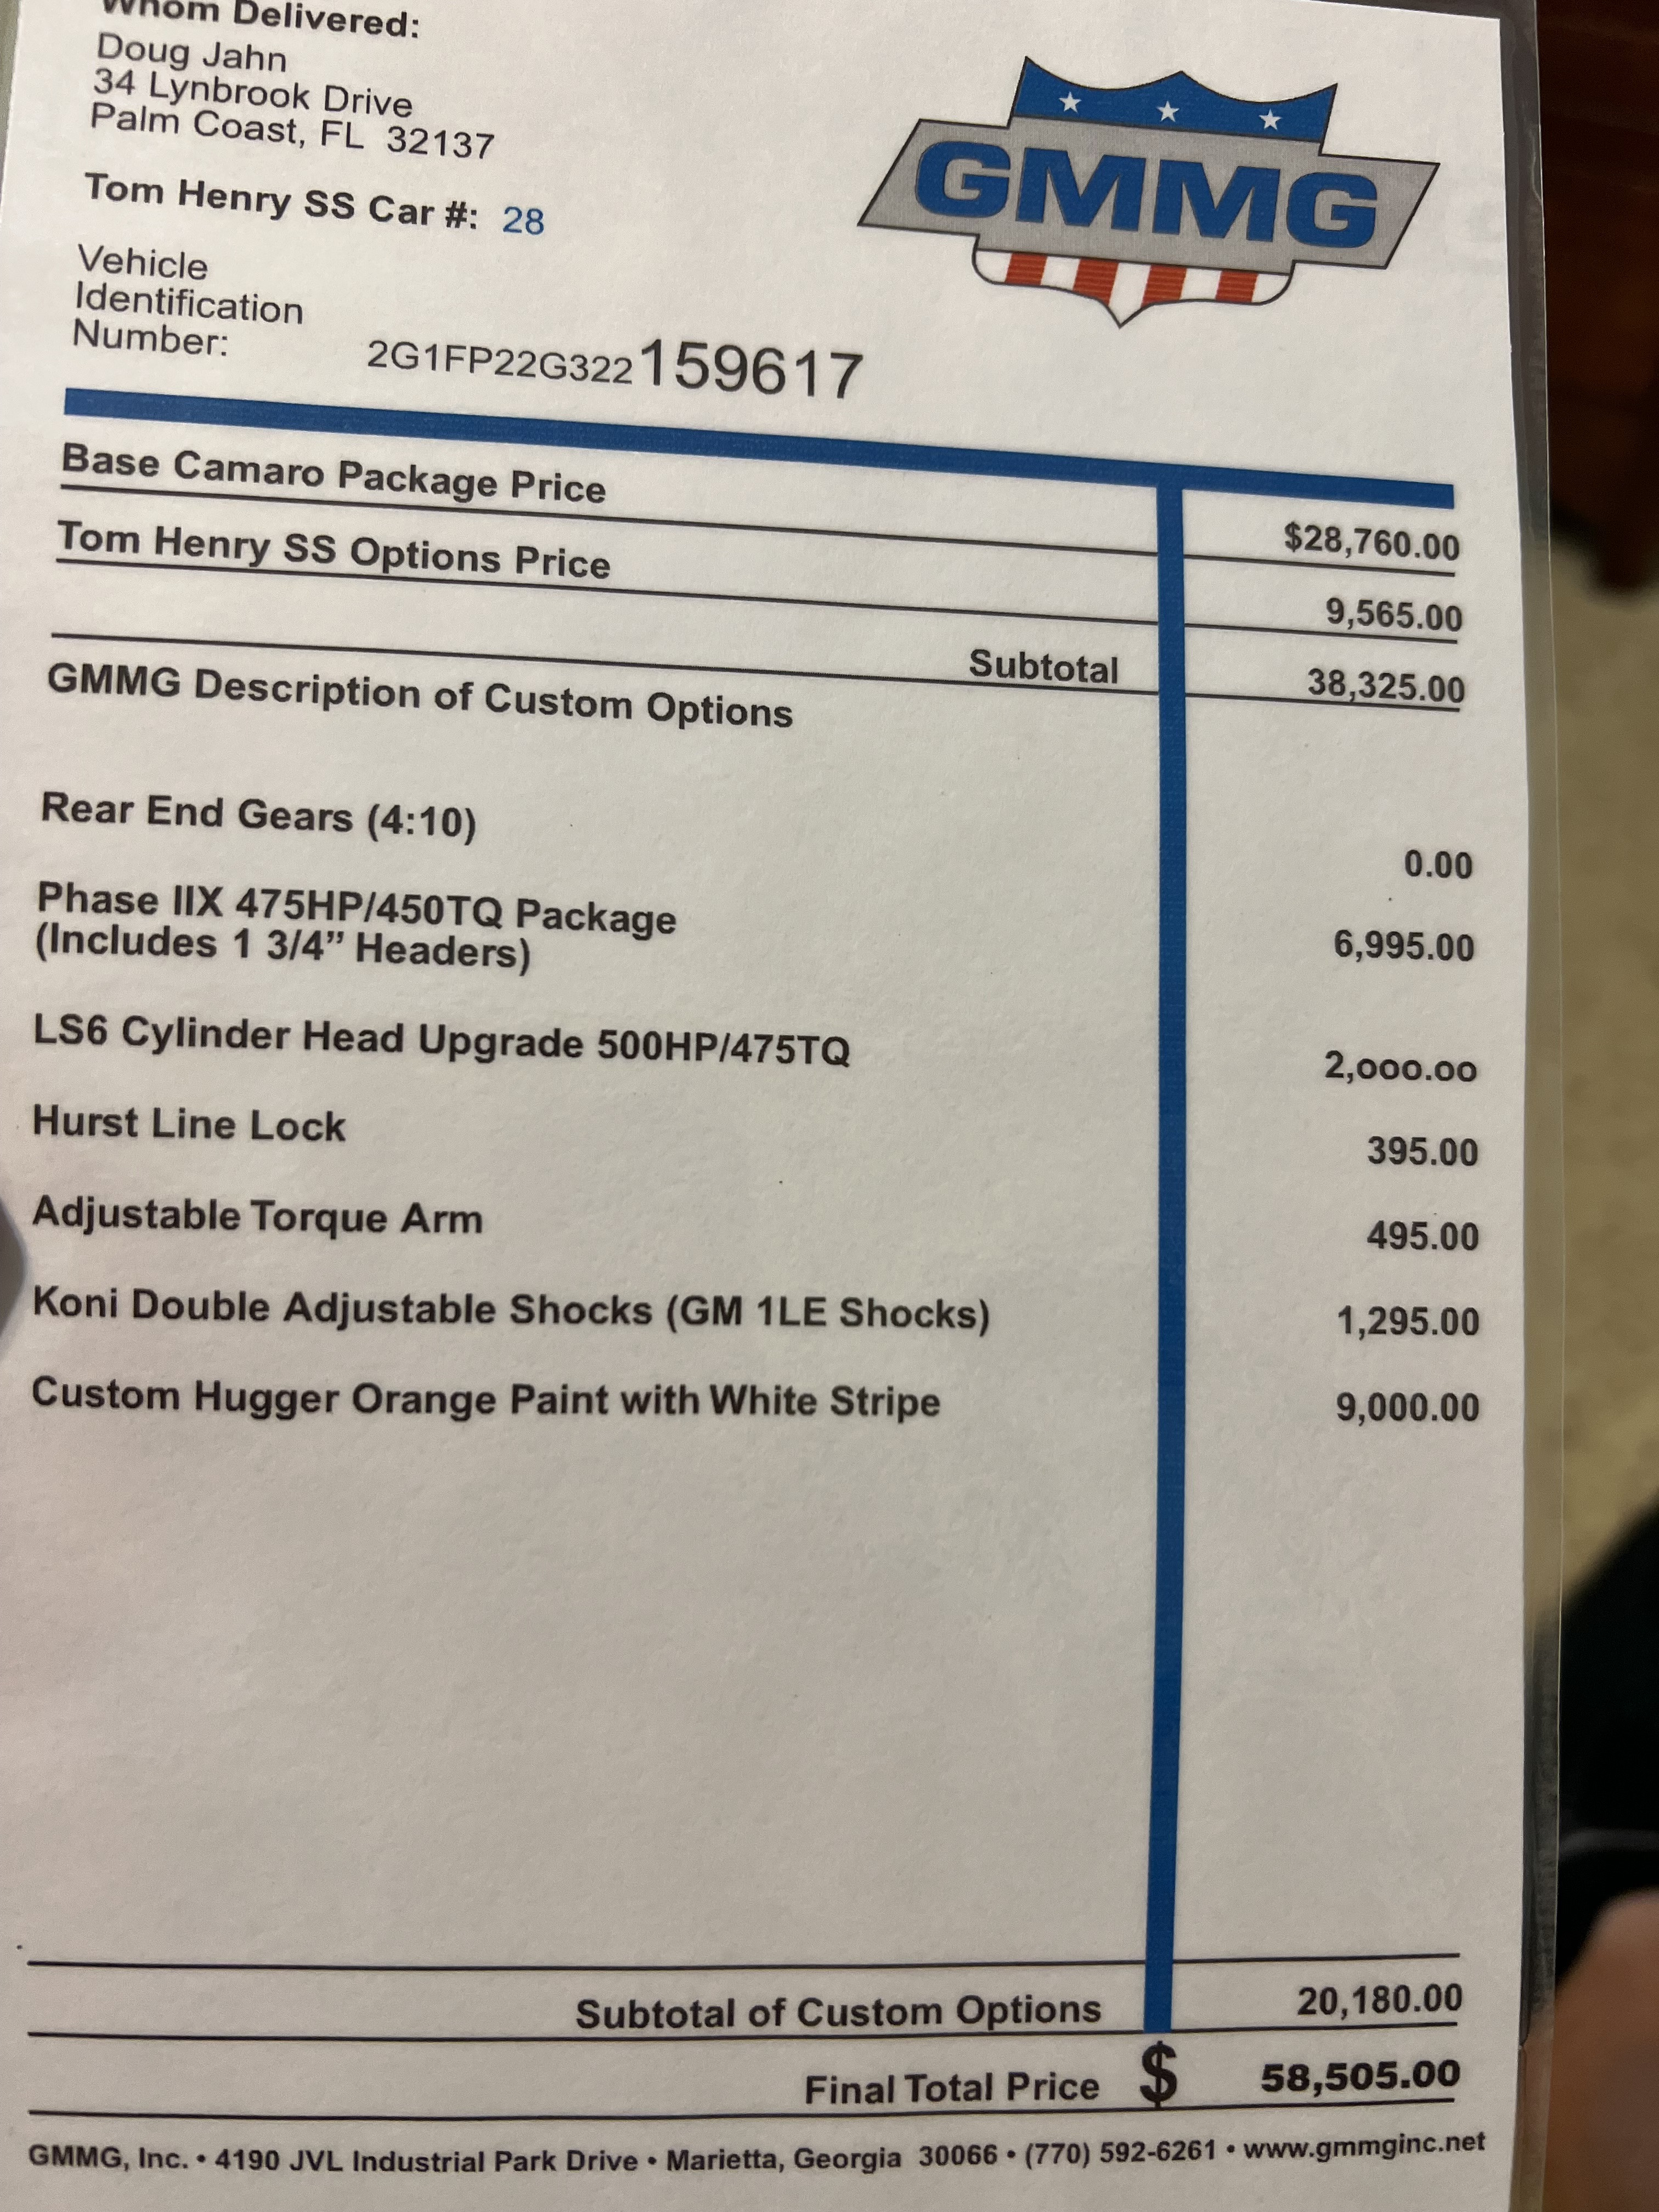 Whom Delivered:
Doug Jahn
34 Lynbrook Drive
Palm Coast, FL 32137
GMMG
Tom Henry SS Car #: 28
Vehicle
Identification
Number: 2G1FP22G322159617
Base Camaro Package Price $28,760.00
Tom Henry SS Options Price 9,565.00
Subtotal 38,325.00
GMMG Description of Custom Options
Rear End Gears (4:10) 0.00
Phase IIX 475HP/450TQ Package
(Includes 1 3/4” Headers) 6,995.00
LS6 Cylinder Head Upgrade 500HP/475TQ 2,ooo.oo
Hurst Line Lock 395.00
Adjustable Torque Arm 495.00
Koni Double Adjustable Shocks (GM 1LE Shocks) 1,295.00
Custom Hugger Orange Paint with White Stripe 9,000.00
Subtotal of Custom Options 20,180.00
Final Total Price $ 58,505.00
GMMG, Inc. • 4190 JVL Industrial Park Drive • Marietta, Georgia 30066 • (770) 592-6261 • www.gmmginc.net